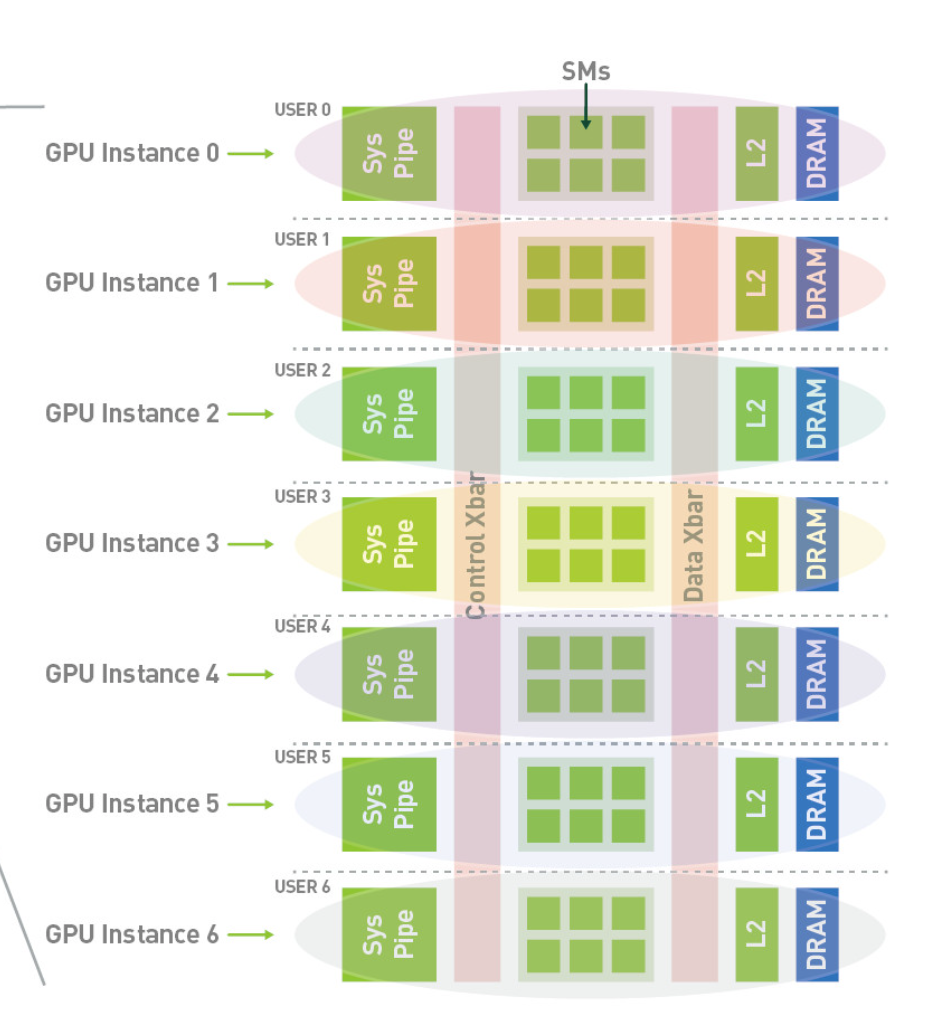 SMs
USER 0
GPU Instance 0
Sys
Pipe
L2
DRAM
USER 1
GPU Instance 1
Sys
Pipe
L2
DRAM
USER 2
GPU Instance 2
Sys
Pipe
L2
DRAM
Control Xbar
Data Xbar
USER 3
GPU Instance 3
Sys
Pipe
L2
DRAM
USER 4
GPU Instance 4
Sys
Pipe
L2
DRAM
USER 5
GPU Instance 5
Sys
Pipe
L2
DRAM
USER 6
GPU Instance 6
Sys
Pipe
L2
DRAM